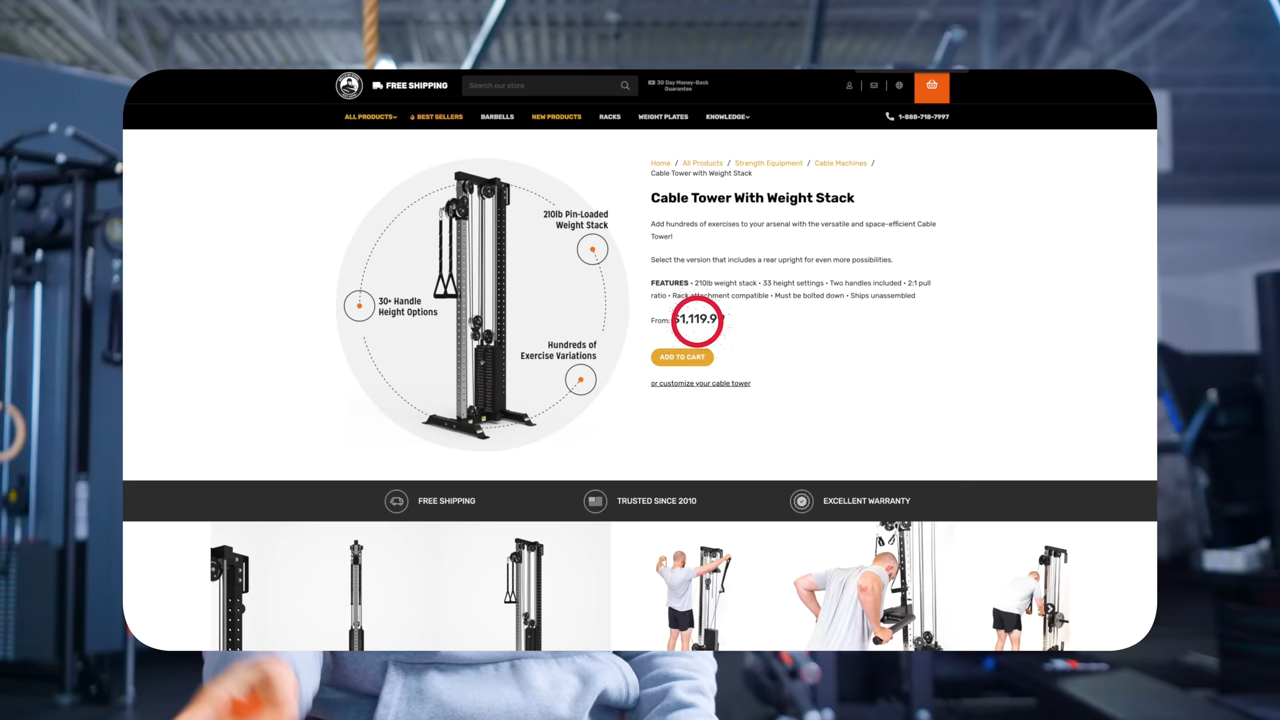 FREE SHIPPING
Search our store
30 Day Money-Back
Guarantee
ALL PRODUCTS
BEST SELLERS
BARBELLS
NEW PRODUCTS
RACKS
WEIGHT PLATES
KNOWLEDGE
1-888-718-7997
210lb Pin-Loaded
Weight Stack
30+ Handle
Height Options
Hundreds of
Exercise Variations
Home / All Products / Strength Equipment / Cable Machines /
Cable Tower with Weight Stack
Cable Tower With Weight Stack
Add hundreds of exercises to your arsenal with the versatile and space-efficient Cable
Tower!
Select the version that includes a rear upright for even more possibilities.
FEATURES • 210lb weight stack • 33 height settings • Two handles included • 2:1 pull
ratio • Rack attachment compatible • Must be bolted down • Ships unassembled
From: $1,119.9
ADD TO CART
or customize your cable tower
FREE SHIPPING
TRUSTED SINCE 2010
EXCELLENT WARRANTY